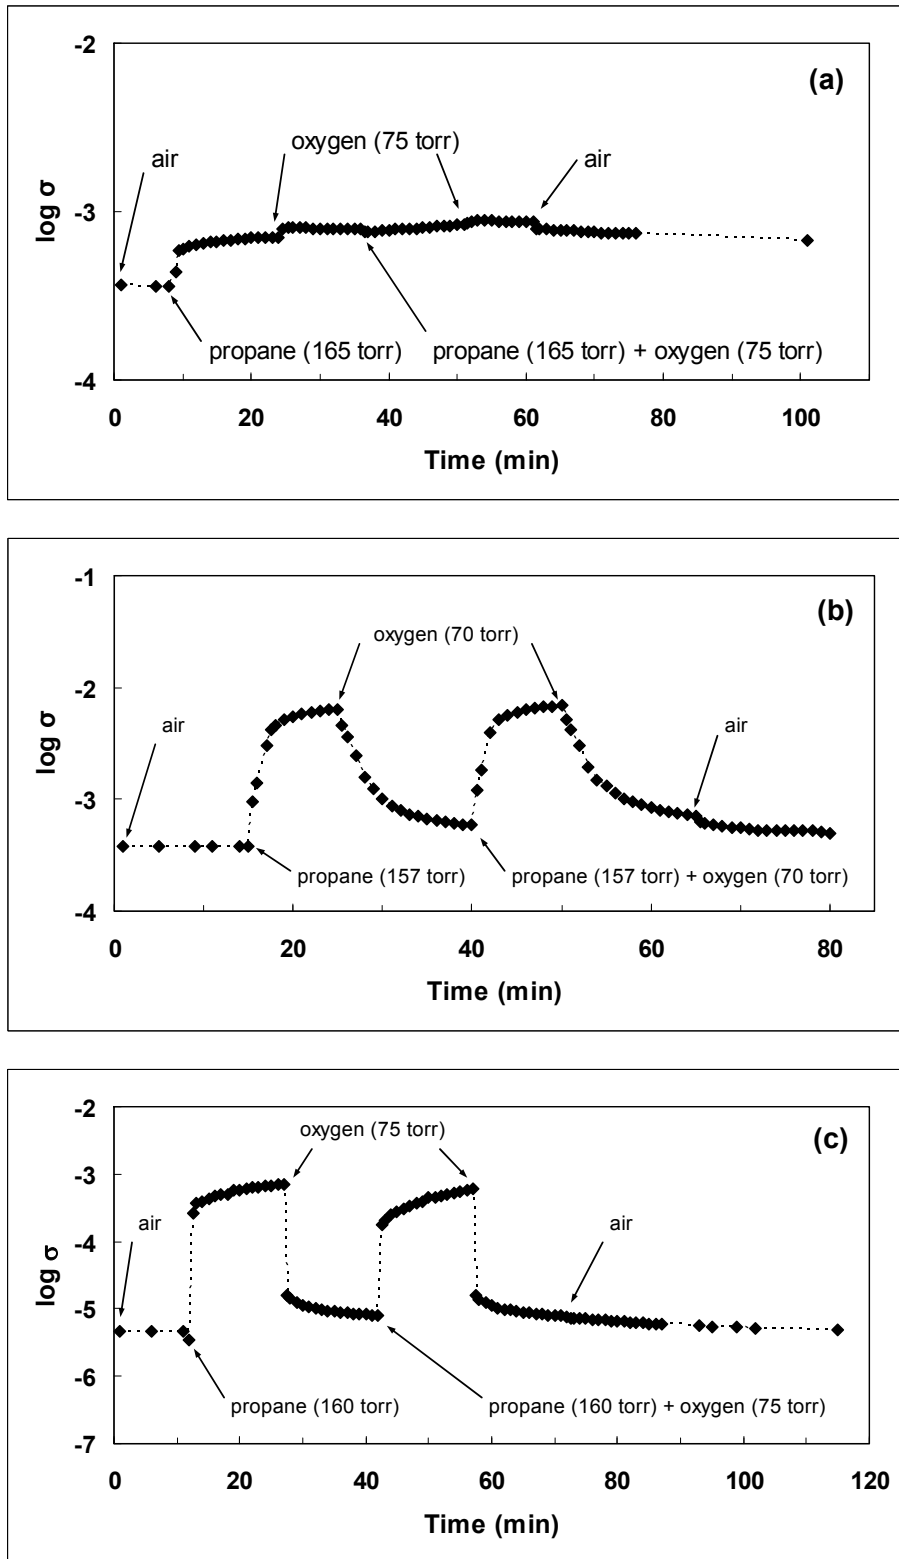 -2
(a)
oxygen (75 torr)
air
air
log σ
-3
propane (165 torr)
propane (165 torr) + oxygen (75 torr)
-4
0
20
40
60
80
100
Time (min)
-1
(b)
oxygen (70 torr)
-2
air
air
log σ
-3
propane (157 torr)
propane (157 torr) + oxygen (70 torr)
-4
0
20
40
60
80
Time (min)
-2
oxygen (75 torr)
(c)
-3
air
air
-4
log σ
-5
-6
propane (160 torr)
propane (160 torr) + oxygen (75 torr)
-7
0
20
40
60
80
100
120
Time (min)